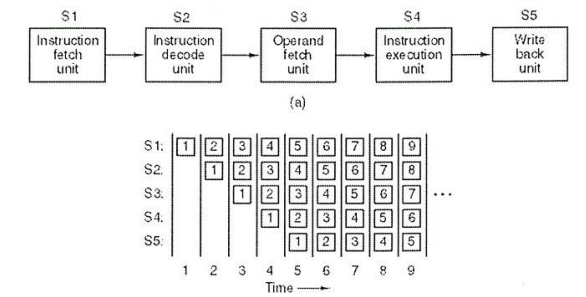 S1 S2 S3 S4 S5
Instruction fetch unit
Instruction decode unit
Operand fetch unit
Instruction execution unit
Write back unit
(a)
S1: 1 2 3 4 5 6 7 8 9
S2: 1 2 3 4 5 6 7 8
S3: 1 2 3 4 5 6 7 ...
S4: 1 2 3 4 5 6
S5: 1 2 3 4 5
1 2 3 4 5 6 7 8 9
Time